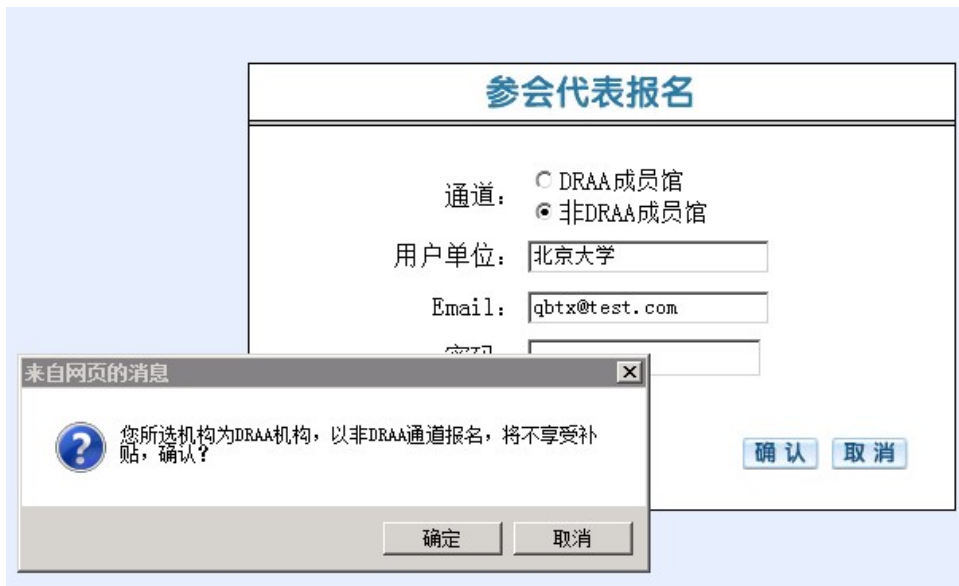 参会代表报名
通道：
DRAA成员馆
非DRAA成员馆
用户单位：
北京大学
Email：
qbtx@test.com
来自网页的消息
您所选机构为DRAA机构，以非DRAA通道报名，将不享受补
贴，确认？
确定
取消
确 认
取 消